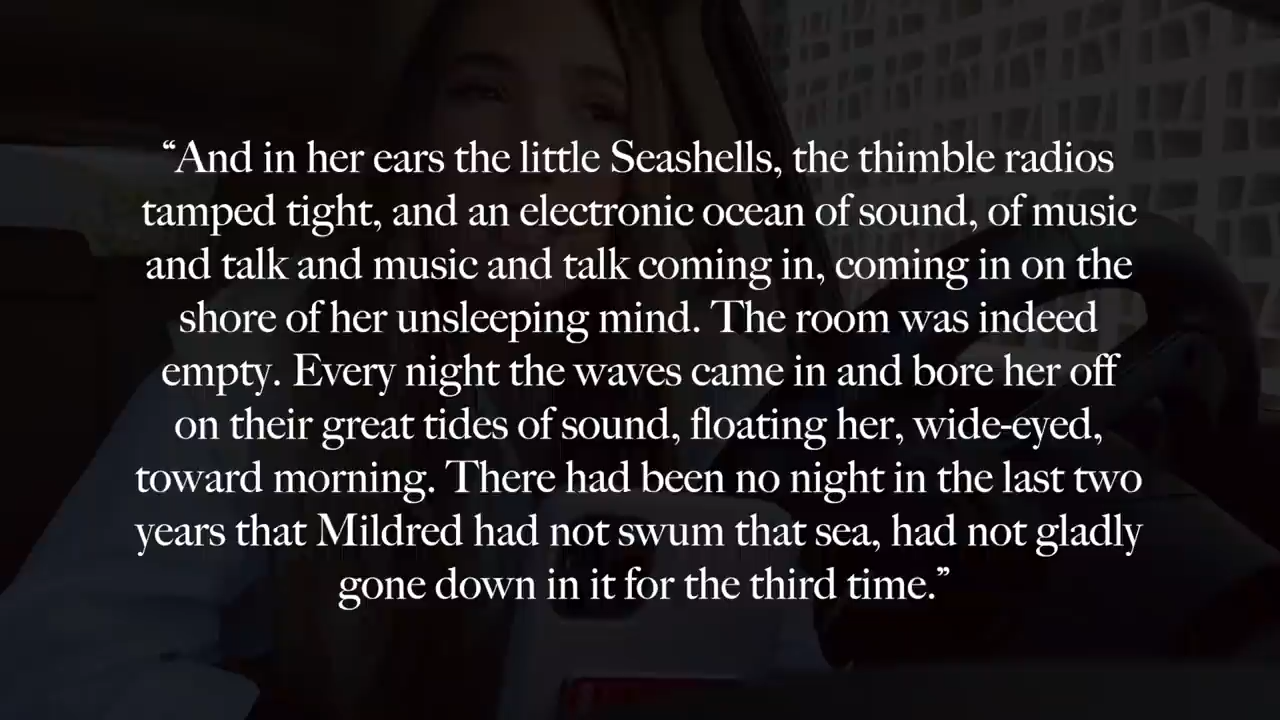 “And in her ears the little Seashells, the thimble radios
tamped tight, and an electronic ocean of sound, of music
and talk and music and talk coming in, coming in on the
shore of her unsleeping mind. The room was indeed
empty. Every night the waves came in and bore her off
on their great tides of sound, floating her, wide-eyed,
toward morning. There had been no night in the last two
years that Mildred had not swum that sea, had not gladly
gone down in it for the third time.”